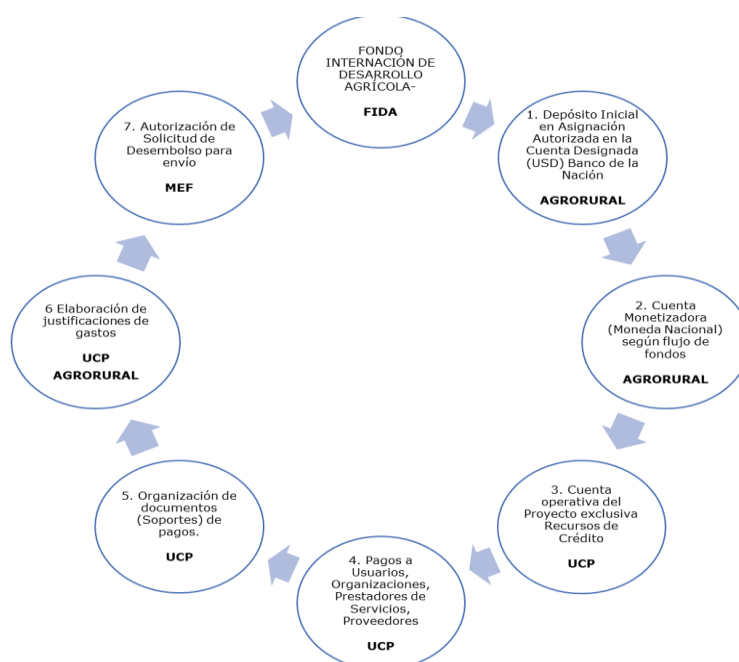 FONDO
INTERNACIÓN DE
DESARROLLO
AGRÍCOLA-
FIDA
1. Depósito Inicial
en Asignación
Autorizada en la
Cuenta Designada
(USD) Banco de la
Nación
AGRORURAL
2. Cuenta
Monetizadora
(Moneda Nacional)
según flujo de
fondos
AGRORURAL
3. Cuenta
operativa del
Proyecto exclusiva
Recursos de
Crédito
UCP
4. Pagos a
Usuarios,
Organizaciones,
Prestadores de
Servicios,
Proveedores
UCP
5. Organización de
documentos
(Soportes) de
pagos.
UCP
6 Elaboración de
justificaciones de
gastos
UCP
AGRORURAL
7. Autorización de
Solicitud de
Desembolso para
envío
MEF